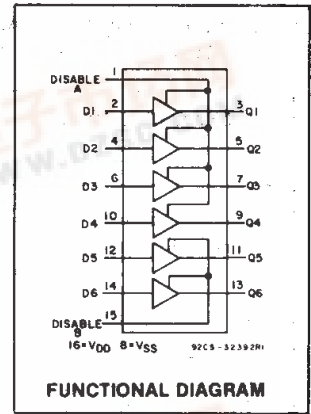 DISABLE A 1
D1 2 3 Q1
D2 4 5 Q2
D3 6 7 Q3
D4 10 9 Q4
D5 12 11 Q5
D6 14 13 Q6
DISABLE B 15
16=VDD 8=VSS 92CS-32392R1
FUNCTIONAL DIAGRAM